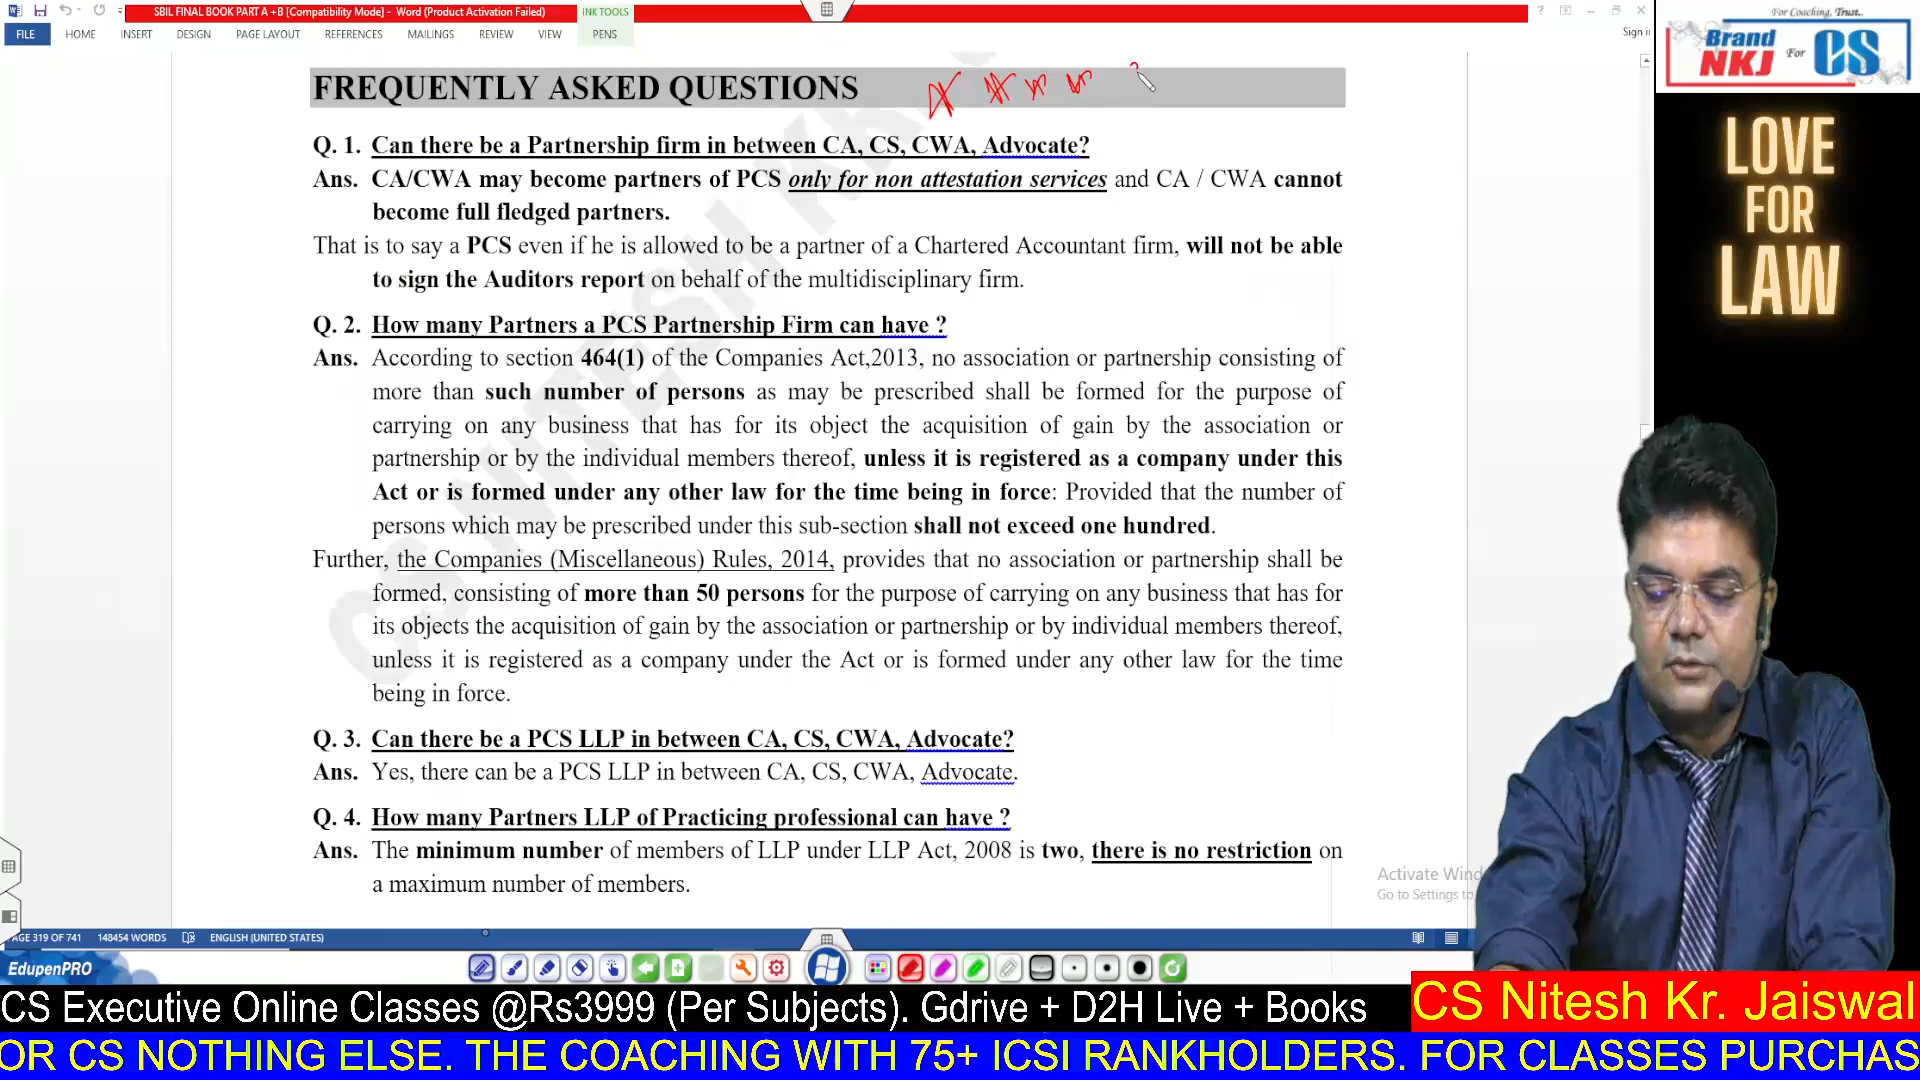 SBIL FINAL BOOK PART A +B [Compatibility Mode] - Word (Product Activation Failed)
INK TOOLS
FILE HOME INSERT DESIGN PAGE LAYOUT REFERENCES MAILINGS REVIEW VIEW PENS
Sign in
For Coaching, Trust..
Brand NKJ For CS
LOVE
FOR
LAW
FREQUENTLY ASKED QUESTIONS
Q. 1. Can there be a Partnership firm in between CA, CS, CWA, Advocate?
Ans. CA/CWA may become partners of PCS only for non attestation services and CA / CWA cannot
become full fledged partners.
That is to say a PCS even if he is allowed to be a partner of a Chartered Accountant firm, will not be able
to sign the Auditors report on behalf of the multidisciplinary firm.
Q. 2. How many Partners a PCS Partnership Firm can have ?
Ans. According to section 464(1) of the Companies Act,2013, no association or partnership consisting of
more than such number of persons as may be prescribed shall be formed for the purpose of
carrying on any business that has for its object the acquisition of gain by the association or
partnership or by the individual members thereof, unless it is registered as a company under this
Act or is formed under any other law for the time being in force: Provided that the number of
persons which may be prescribed under this sub-section shall not exceed one hundred.
Further, the Companies (Miscellaneous) Rules, 2014, provides that no association or partnership shall be
formed, consisting of more than 50 persons for the purpose of carrying on any business that has for
its objects the acquisition of gain by the association or partnership or by individual members thereof,
unless it is registered as a company under the Act or is formed under any other law for the time
being in force.
Q. 3. Can there be a PCS LLP in between CA, CS, CWA, Advocate?
Ans. Yes, there can be a PCS LLP in between CA, CS, CWA, Advocate.
Q. 4. How many Partners LLP of Practicing professional can have ?
Ans. The minimum number of members of LLP under LLP Act, 2008 is two, there is no restriction on
a maximum number of members.
Activate Wind
Go to Settings to
PAGE 319 OF 741 148454 WORDS ENGLISH (UNITED STATES)
EdupenPRO
CS Executive Online Classes @Rs3999 (Per Subjects). Gdrive + D2H Live + Books
CS Nitesh Kr. Jaiswal
OR CS NOTHING ELSE. THE COACHING WITH 75+ ICSI RANKHOLDERS. FOR CLASSES PURCHAS